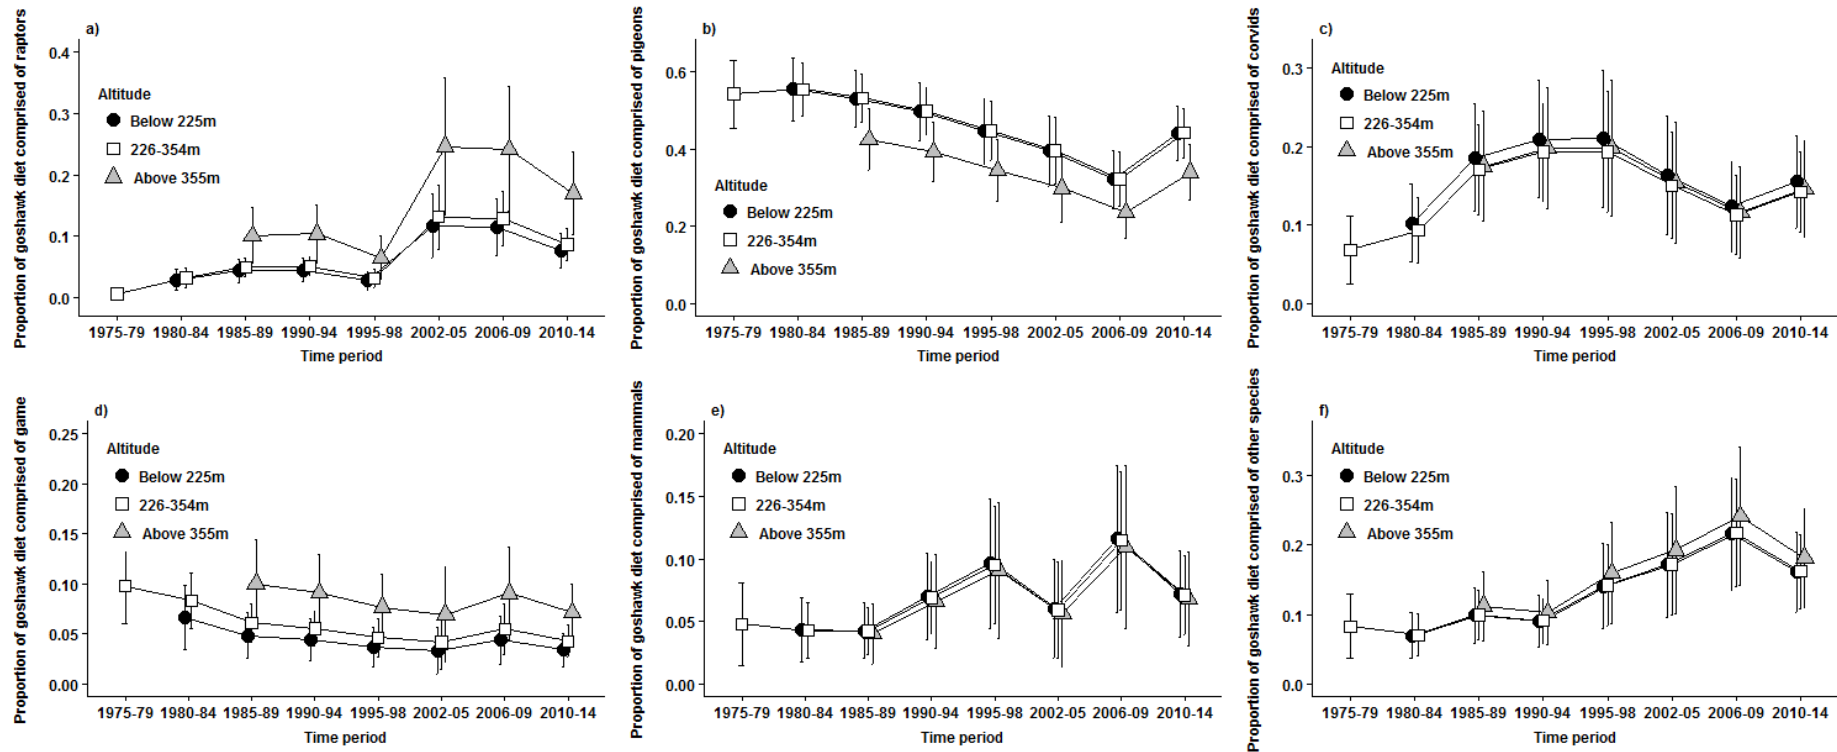 a)
Proportion of goshawk diet comprised of raptors
0.4
0.3
0.2
0.1
0.0
Altitude
Below 225m
226-354m
Above 355m
1975-79 1980-84 1985-89 1990-94 1995-98 2002-05 2006-09 2010-14
Time period
b)
Proportion of goshawk diet comprised of pigeons
0.6
0.4
0.2
0.0
Altitude
Below 225m
226-354m
Above 355m
1975-79 1980-84 1985-89 1990-94 1995-98 2002-05 2006-09 2010-14
Time period
c)
Proportion of goshawk diet comprised of corvids
0.3
0.2
0.1
0.0
Altitude
Below 225m
226-354m
Above 355m
1975-79 1980-84 1985-89 1990-94 1995-98 2002-05 2006-09 2010-14
Time period
d)
Proportion of goshawk diet comprised of game
0.25
0.20
0.15
0.10
0.05
0.00
Altitude
Below 225m
226-354m
Above 355m
1975-79 1980-84 1985-89 1990-94 1995-98 2002-05 2006-09 2010-14
Time period
e)
Proportion of goshawk diet comprised of mammals
0.20
0.15
0.10
0.05
0.00
Altitude
Below 225m
226-354m
Above 355m
1975-79 1980-84 1985-89 1990-94 1995-98 2002-05 2006-09 2010-14
Time period
f)
Proportion of goshawk diet comprised of other species
0.3
0.2
0.1
0.0
Altitude
Below 225m
226-354m
Above 355m
1975-79 1980-84 1985-89 1990-94 1995-98 2002-05 2006-09 2010-14
Time period